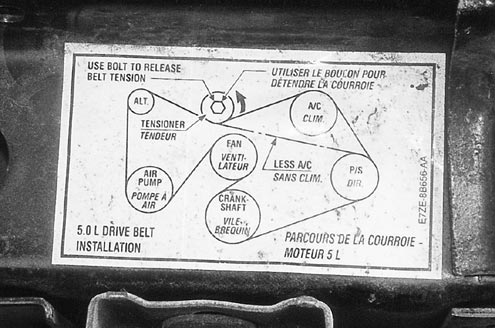 USE BOLT TO RELEASE
BELT TENSION
UTILISER LE BOUCON POUR
DÉTENDRE LA COURROIE
ALT.
TENSIONER
TENDEUR
A/C
CLIM.
FAN
VENTI-
LATEUR
LESS A/C
SANS CLIM.
P/S
DIR.
AIR
PUMP
POMPE À
AIR
CRANK-
SHAFT
VILE-
BREQUIN
5.0 L DRIVE BELT
INSTALLATION
PARCOURS DE LA COURROIE -
MOTEUR 5 L
E7ZE-8B656-AA